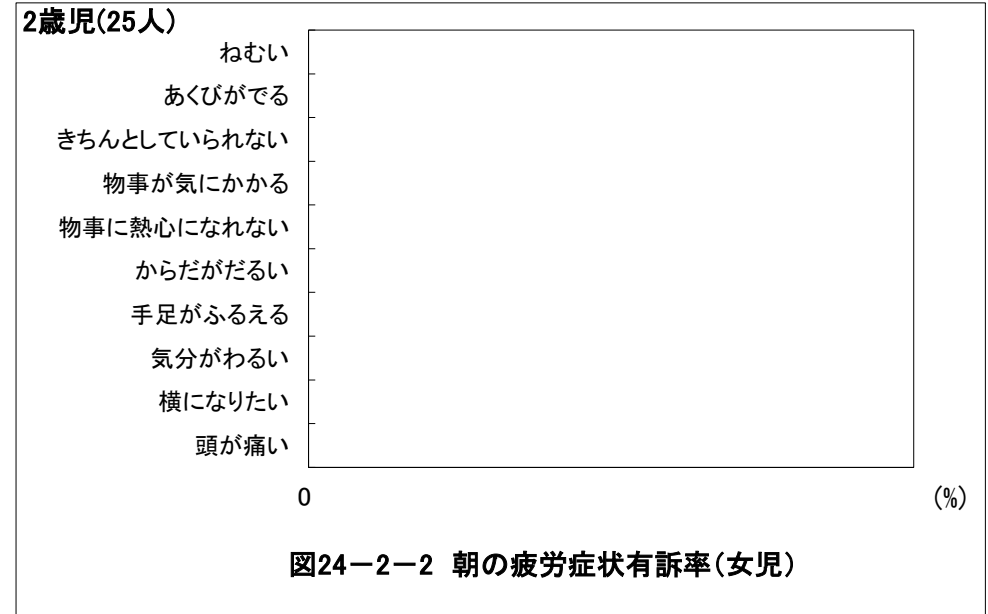 2歳児(25人)
ねむい
あくびがでる
きちんとしていられない
物事が気にかかる
物事に熱心になれない
からだがだるい
手足がふるえる
気分がわるい
横になりたい
頭が痛い
0
(%)
図24－2－2 朝の疲労症状有訴率(女児)